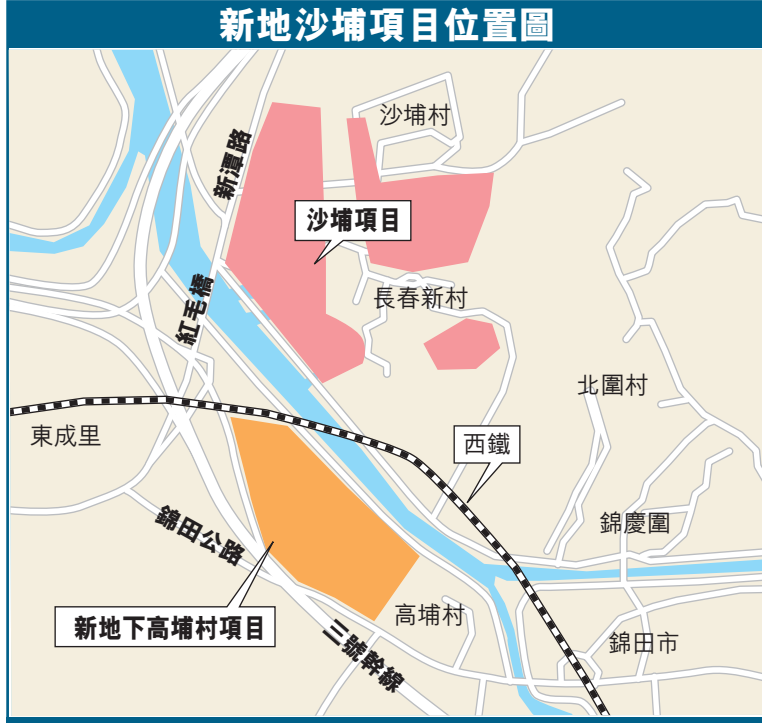 新地沙埔項目位置圖
沙埔村
新潭路
沙埔項目
長春新村
紅毛橋
北圍村
東成里
西鐵
錦田公路
錦慶圍
新地下高埔村項目
高埔村
三號幹線
錦田市